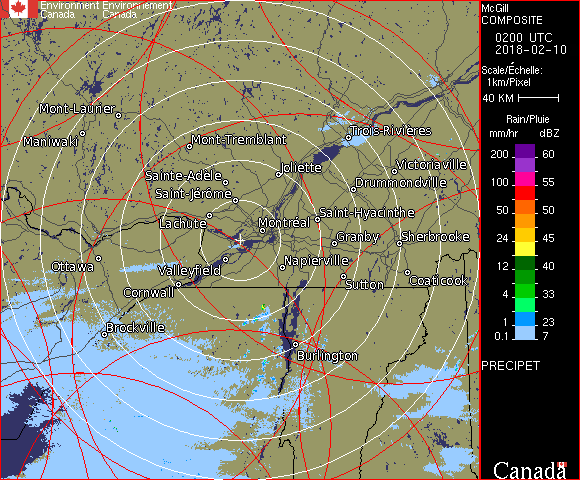 Environment Environnement
Canada Canada
McGill
COMPOSITE
0200 UTC
2018-02-10
Scale/Échelle:
1km/Pixel
40 KM
Rain/Pluie
mm/hr dBZ
200 60
100 55
50 50
24 45
12 40
4 33
1 23
0.1 7
PRECIPET
Canada
Mont-Laurier
Maniwaki
Mont-Tremblant
Trois-Rivières
Sainte-Adèle
Joliette
Victoriaville
Saint-Jérôme
Drummondville
Lachute
Montréal
Saint-Hyacinthe
Granby
Sherbrooke
Ottawa
Valleyfield
Napierville
Cornwall
Sutton
Coaticook
Brockville
Burlington